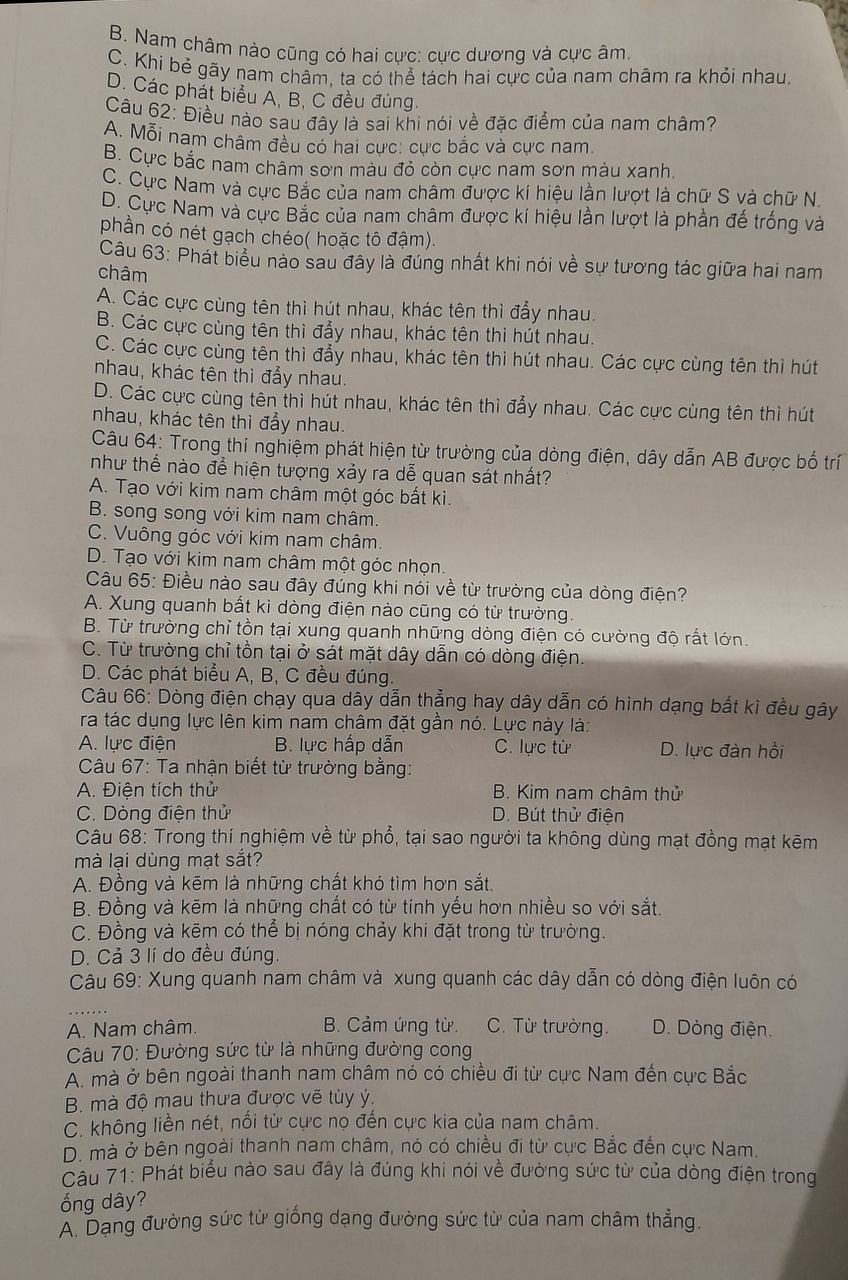 B. Nam châm nào cũng có hai cực: cực dương và cực âm.
C. Khi bẻ gãy nam châm, ta có thể tách hai cực của nam châm ra khỏi nhau.
D. Các phát biểu A, B, C đều đúng.
Câu 62: Điều nào sau đây là sai khi nói về đặc điểm của nam châm?
A. Mỗi nam châm đều có hai cực: cực bắc và cực nam.
B. Cực bắc nam châm sơn màu đỏ còn cực nam sơn màu xanh.
C. Cực Nam và cực Bắc của nam châm được kí hiệu lần lượt là chữ S và chữ N.
D. Cực Nam và cực Bắc của nam châm được kí hiệu lần lượt là phần để trống và
phần có nét gạch chéo( hoặc tô đậm).
Câu 63: Phát biểu nào sau đây là đúng nhất khi nói về sự tương tác giữa hai nam
châm
A. Các cực cùng tên thì hút nhau, khác tên thì đẩy nhau.
B. Các cực cùng tên thì đẩy nhau, khác tên thì hút nhau.
C. Các cực cùng tên thì đẩy nhau, khác tên thì hút nhau. Các cực cùng tên thì hút
nhau, khác tên thì đẩy nhau.
D. Các cực cùng tên thì hút nhau, khác tên thì đẩy nhau. Các cực cùng tên thì hút
nhau, khác tên thì đẩy nhau.
Câu 64: Trong thí nghiệm phát hiện từ trường của dòng điện, dây dẫn AB được bố trí
như thế nào để hiện tượng xảy ra dễ quan sát nhất?
A. Tạo với kim nam châm một góc bất kì.
B. song song với kim nam châm.
C. Vuông góc với kim nam châm.
D. Tạo với kim nam châm một góc nhọn.
Câu 65: Điều nào sau đây đúng khi nói về từ trường của dòng điện?
A. Xung quanh bất kì dòng điện nào cũng có từ trường.
B. Từ trường chỉ tồn tại xung quanh những dòng điện có cường độ rất lớn.
C. Từ trường chỉ tồn tại ở sát mặt dây dẫn có dòng điện.
D. Các phát biểu A, B, C đều đúng.
Câu 66: Dòng điện chạy qua dây dẫn thẳng hay dây dẫn có hình dạng bất kì đều gây
ra tác dụng lực lên kim nam châm đặt gần nó. Lực này là:
A. lực điện B. lực hấp dẫn C. lực từ D. lực đàn hồi
Câu 67: Ta nhận biết từ trường bằng:
A. Điện tích thử B. Kim nam châm thử
C. Dòng điện thử D. Bút thử điện
Câu 68: Trong thí nghiệm về từ phổ, tại sao người ta không dùng mạt đồng mạt kẽm
mà lại dùng mạt sắt?
A. Đồng và kẽm là những chất khó tìm hơn sắt.
B. Đồng và kẽm là những chất có từ tính yếu hơn nhiều so với sắt.
C. Đồng và kẽm có thể bị nóng chảy khi đặt trong từ trường.
D. Cả 3 lí do đều đúng.
Câu 69: Xung quanh nam châm và xung quanh các dây dẫn có dòng điện luôn có
.......
A. Nam châm. B. Cảm ứng từ. C. Từ trường. D. Dòng điện.
Câu 70: Đường sức từ là những đường cong
A. mà ở bên ngoài thanh nam châm nó có chiều đi từ cực Nam đến cực Bắc
B. mà độ mau thưa được vẽ tùy ý.
C. không liền nét, nối từ cực nọ đến cực kia của nam châm.
D. mà ở bên ngoài thanh nam châm, nó có chiều đi từ cực Bắc đến cực Nam.
Câu 71: Phát biểu nào sau đây là đúng khi nói về đường sức từ của dòng điện trong
ống dây?
A. Dạng đường sức từ giống dạng đường sức từ của nam châm thẳng.